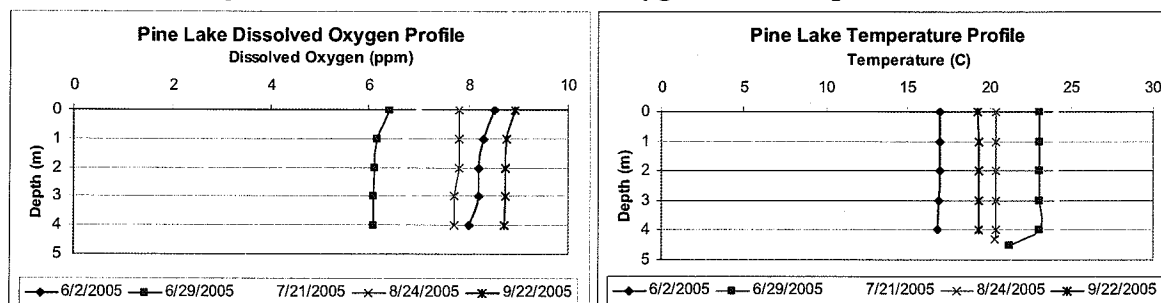 Pine Lake Dissolved Oxygen Profile
Dissolved Oxygen (ppm)
0 2 4 6 8 10
0
1
2
3
4
5
Depth (m)
6/2/2005 6/29/2005 7/21/2005 8/24/2005 9/22/2005
Pine Lake Temperature Profile
Temperature (C)
0 5 10 15 20 25 30
0
1
2
3
4
5
Depth (m)
6/2/2005 6/29/2005 7/21/2005 8/24/2005 9/22/2005